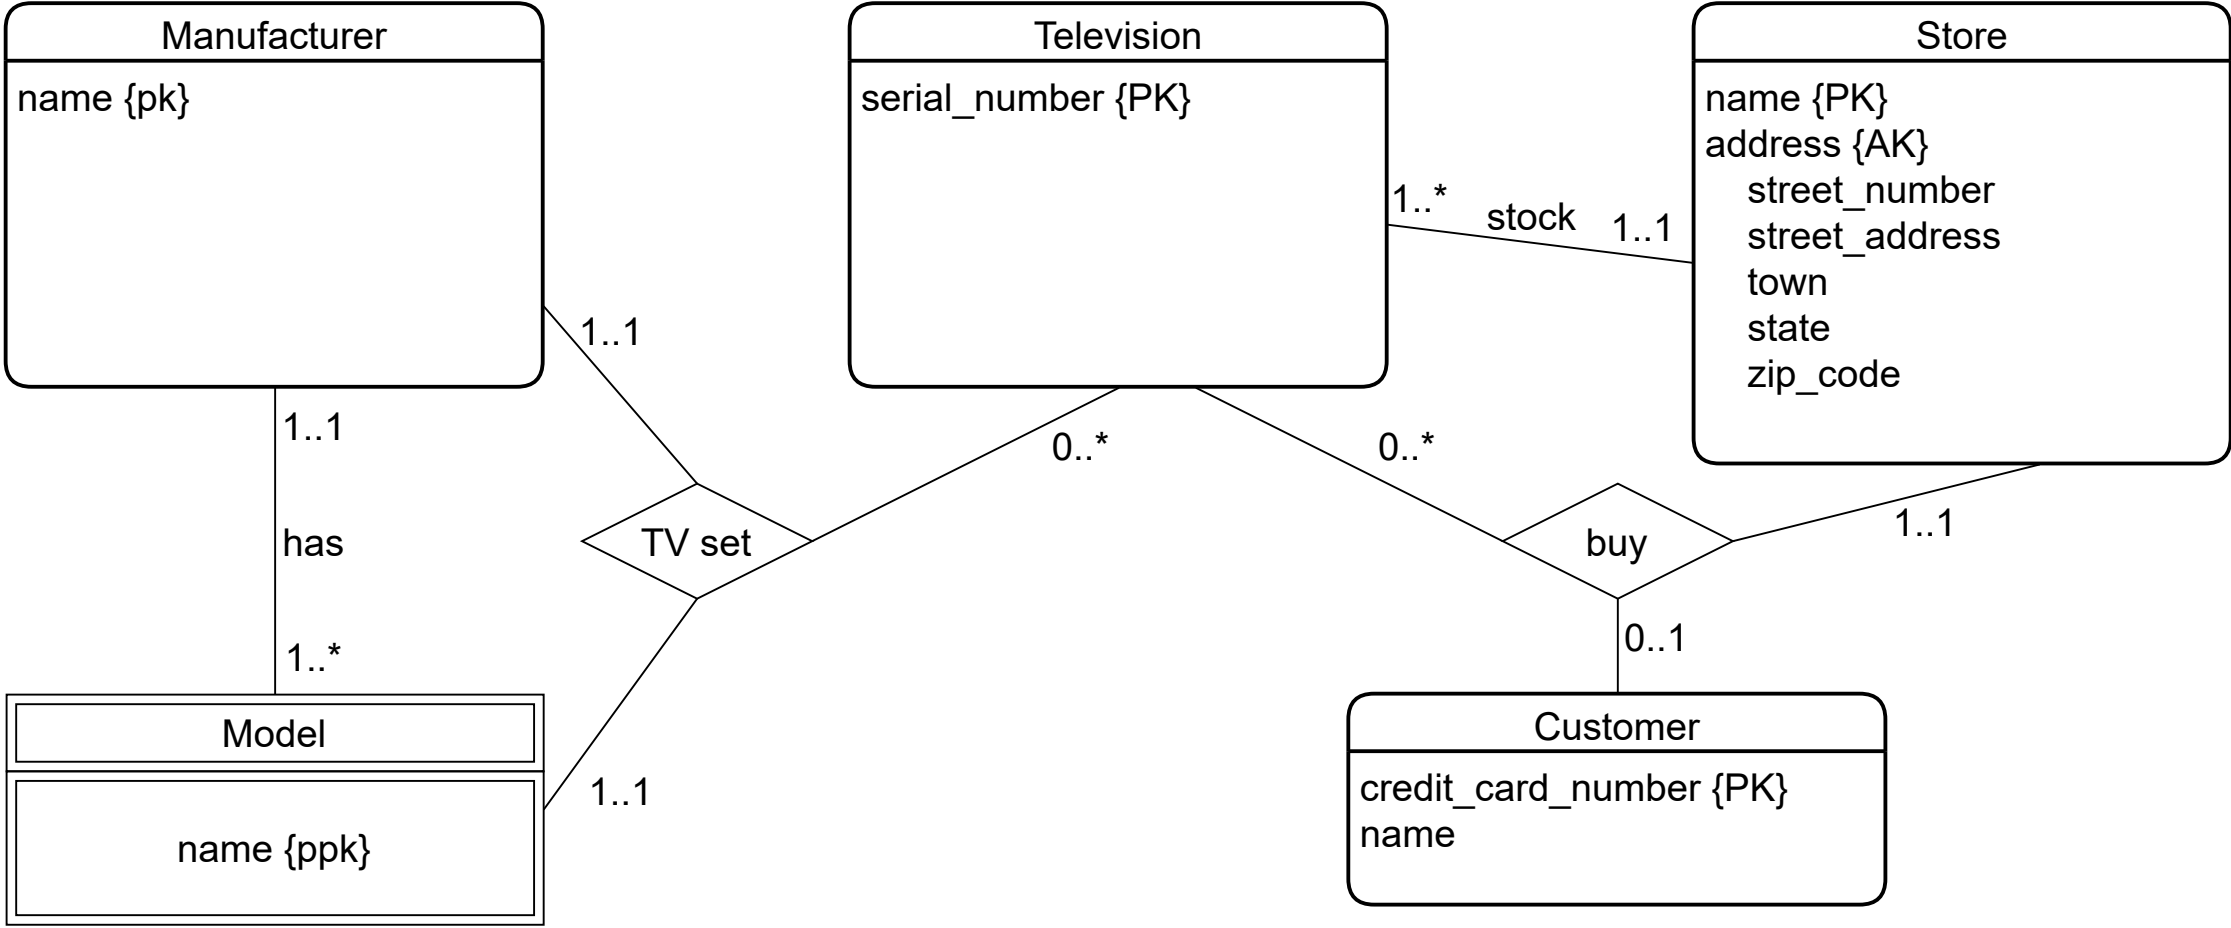 Manufacturer
name {pk}
Television
serial_number {PK}
Store
name {PK}
address {AK}
street_number
street_address
town
state
zip_code
1..*
stock
1..1
1..1
1..1
0..*
0..*
has
TV set
buy
1..1
1..*
0..1
1..1
Model
name {ppk}
Customer
credit_card_number {PK}
name